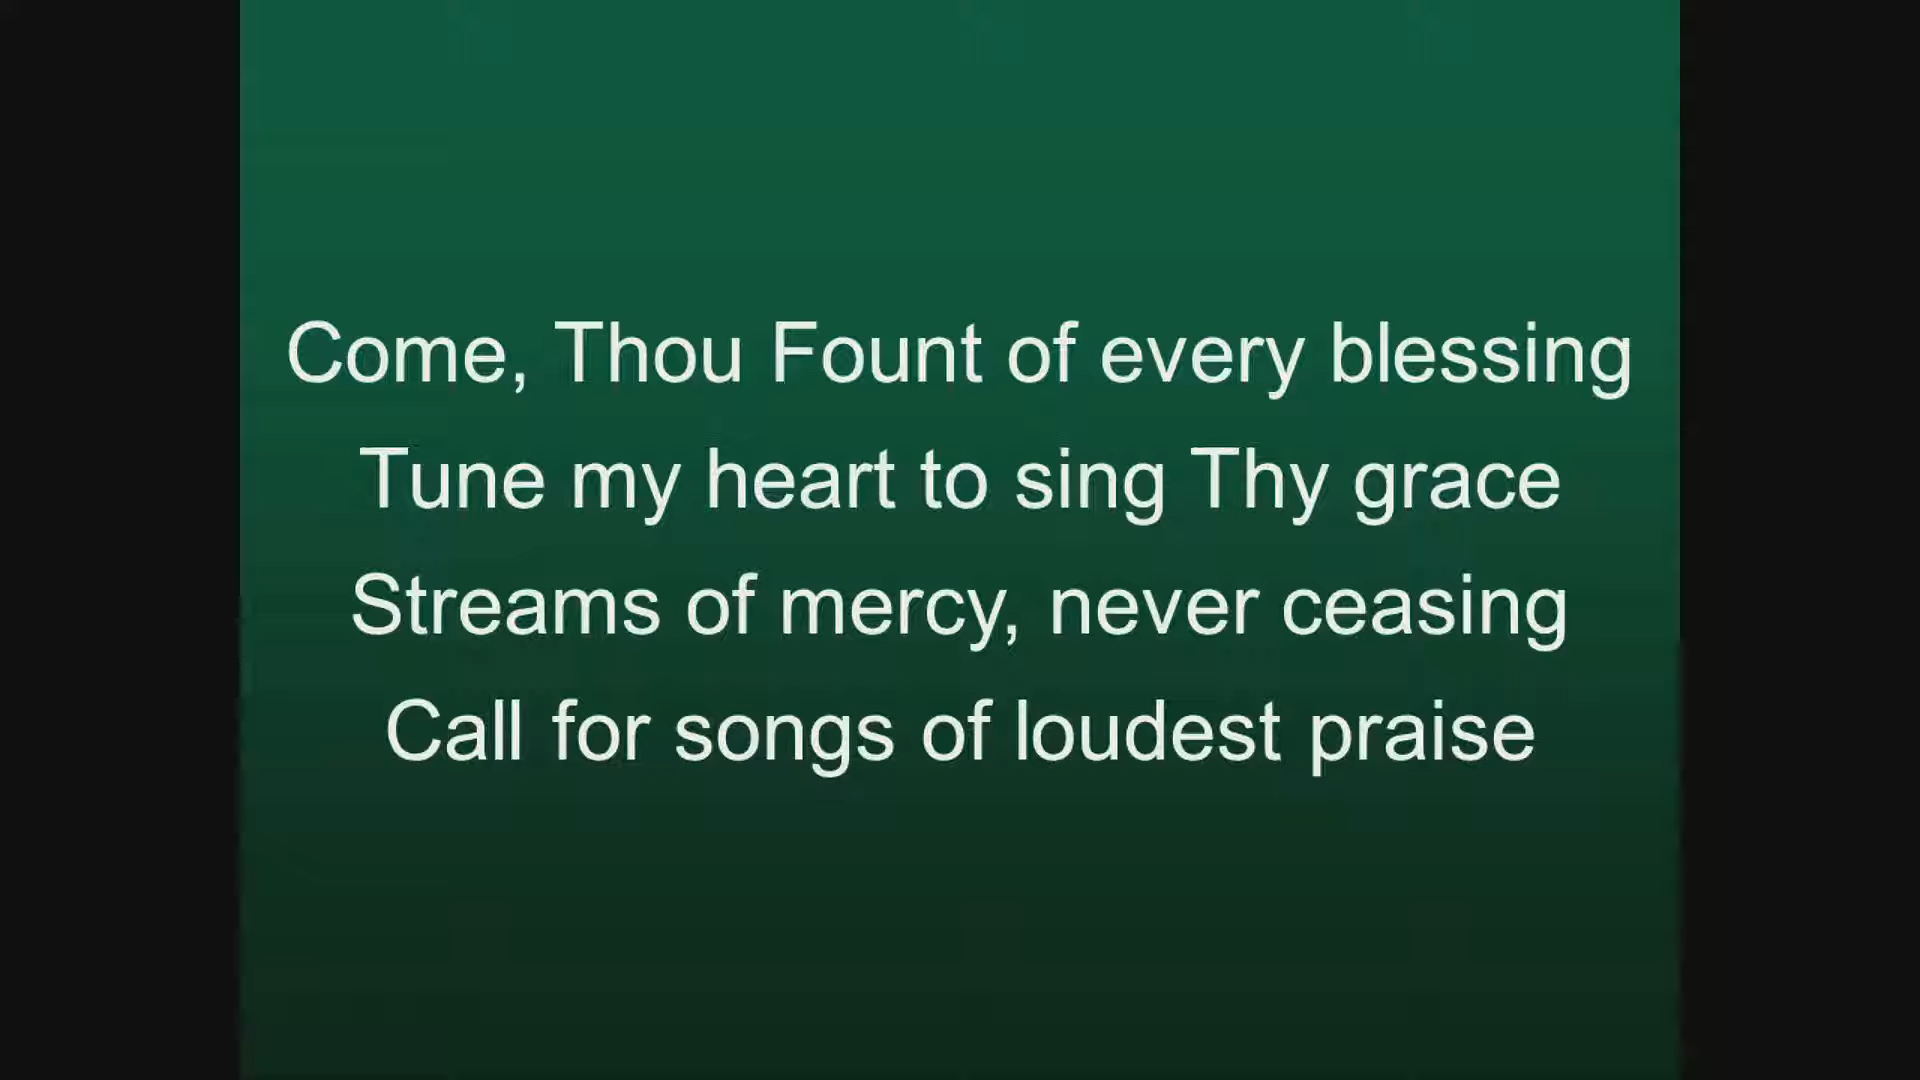 Come, Thou Fount of every blessing
Tune my heart to sing Thy grace
Streams of mercy, never ceasing
Call for songs of loudest praise